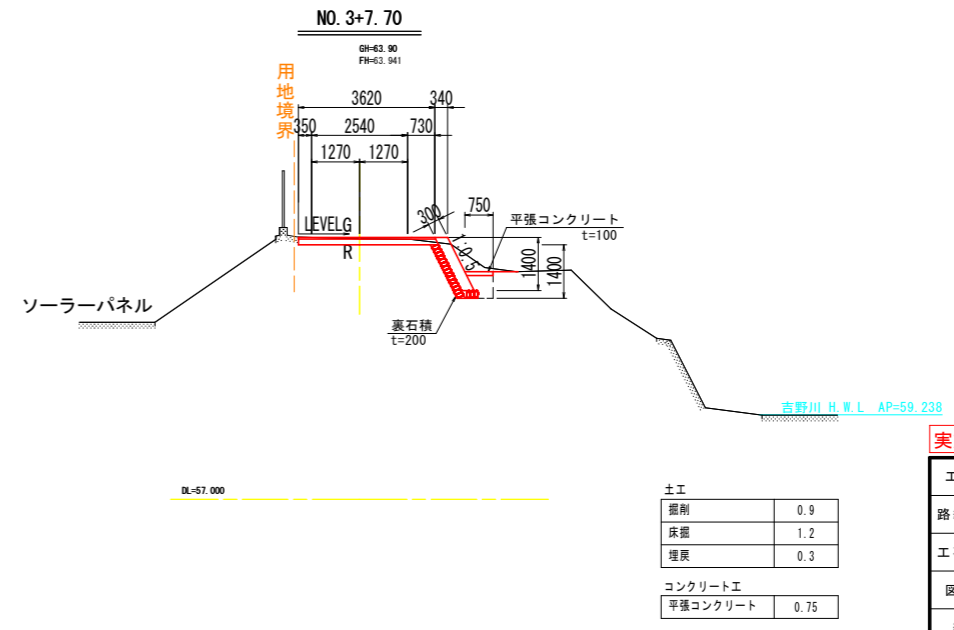 NO. 3+7. 70
GH=63. 90
FH=63. 941
用地境界
3620
340
350
2540
730
1270
1270
300
750
平張コンクリート
t=100
LEVELG
R
1:0.5
1400
1400
ソーラーパネル
裏石積
t=200
吉野川 H.W.L AP=59.238
DL=57.000
実
土工
掘削 0.9
床掘 1.2
埋戻 0.3
コンクリート工
平張コンクリート 0.75